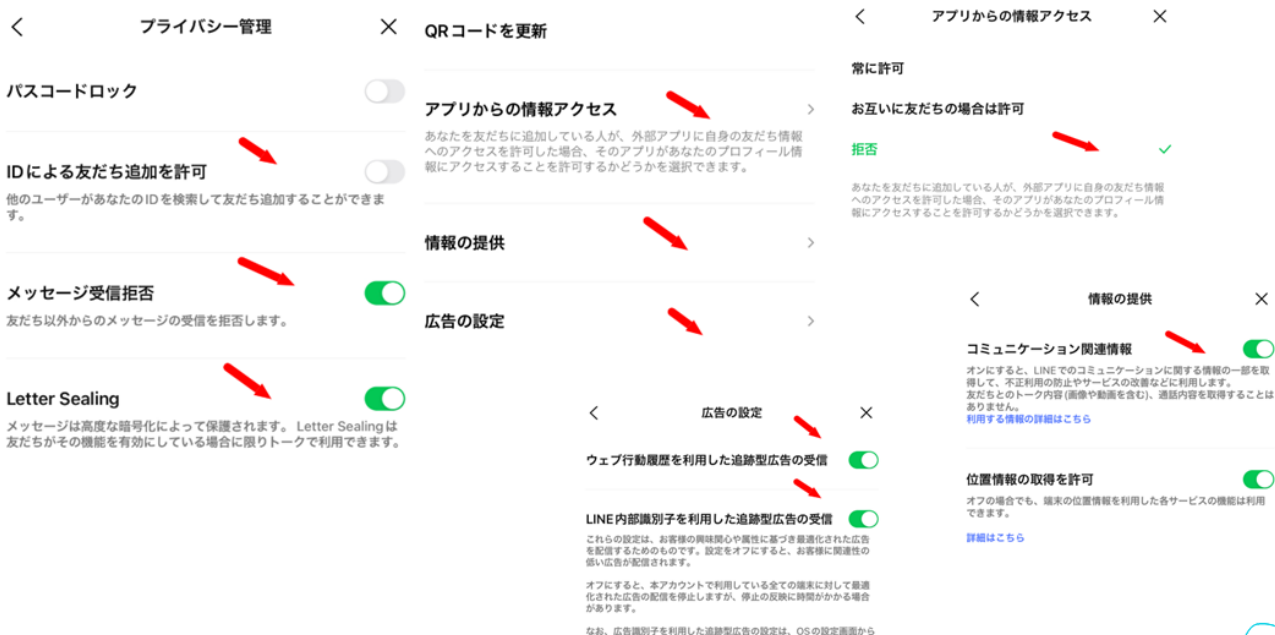 プライバシー管理
パスコードロック
IDによる友だち追加を許可
他のユーザーがあなたのIDを検索して友だち追加することができま
す。
メッセージ受信拒否
友だち以外からのメッセージの受信を拒否します。
Letter Sealing
メッセージは高度な暗号化によって保護されます。 Letter Sealingは
友だちがその機能を有効にしている場合に限りトークで利用できます。
QRコードを更新
アプリからの情報アクセス
あなたを友だちに追加している人が、外部アプリに自身の友だち情報
へのアクセスを許可した場合、そのアプリがあなたのプロフィール情
報にアクセスすることを許可するかどうかを選択できます。
情報の提供
広告の設定
アプリからの情報アクセス
常に許可
お互いに友だちの場合は許可
拒否
あなたを友だちに追加している人が、外部アプリに自身の友だち情報
へのアクセスを許可した場合、そのアプリがあなたのプロフィール情
報にアクセスすることを許可するかどうかを選択できます。
広告の設定
ウェブ行動履歴を利用した追跡型広告の受信
LINE内部識別子を利用した追跡型広告の受信
これらの設定は、お客様の興味関心や属性に基づき最適化された広告
を配信するためのものです。設定をオフにすると、お客様に関連性の
低い広告が配信されます。
オフにすると、本アカウントで利用している全ての端末に対して最適
化された広告の配信を停止しますが、停止の反映に時間がかかる場合
があります。
なお、広告識別子を利用した追跡型広告の設定は、OSの設定画面から
情報の提供
コミュニケーション関連情報
オンにすると、LINEでのコミュニケーションに関する情報の一部を取
得して、不正利用の防止やサービスの改善などに利用します。
友だちとのトーク内容(画像や動画を含む)、通話内容を取得することは
ありません。
利用する情報の詳細はこちら
位置情報の取得を許可
オフの場合でも、端末の位置情報を利用した各サービスの機能は利用
できます。
詳細はこちら